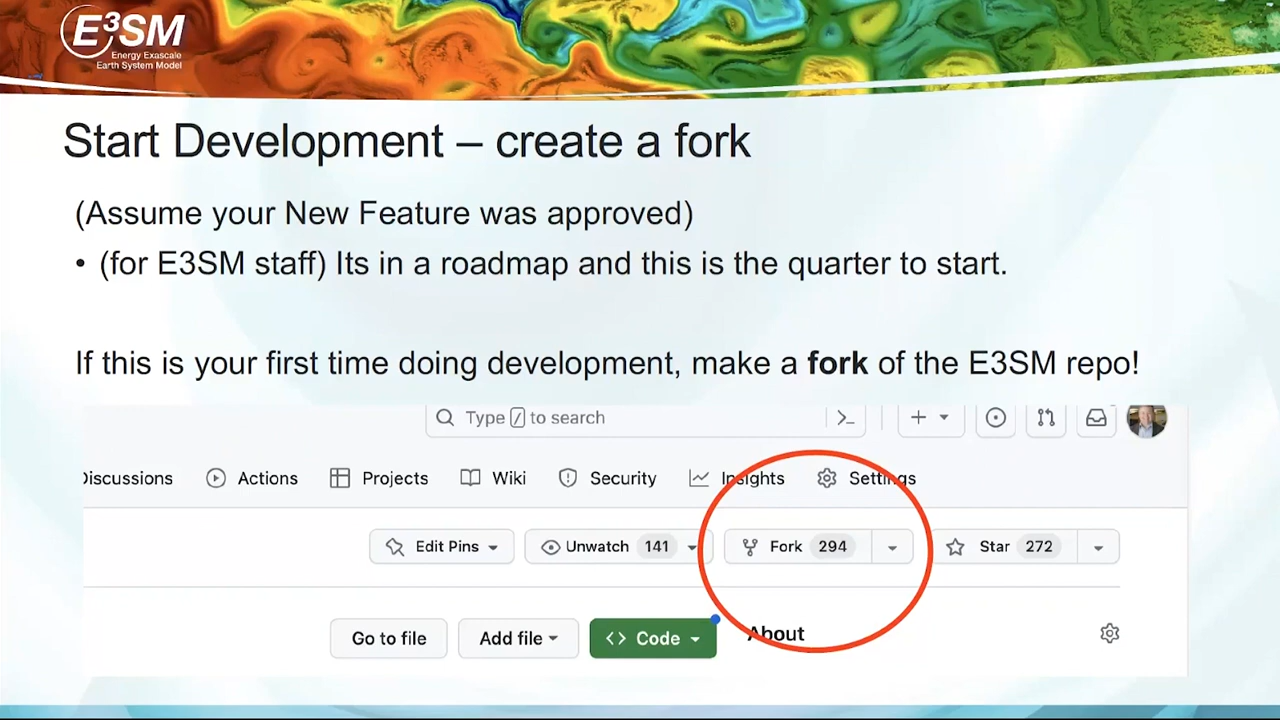 E3SM
Energy Exascale
Earth System Model
Start Development – create a fork
(Assume your New Feature was approved)
• (for E3SM staff) Its in a roadmap and this is the quarter to start.
If this is your first time doing development, make a fork of the E3SM repo!
Type / to search
Discussions Actions Projects Wiki Security Insights Settings
Edit Pins Unwatch 141 Fork 294 Star 272
Go to file Add file <> Code About